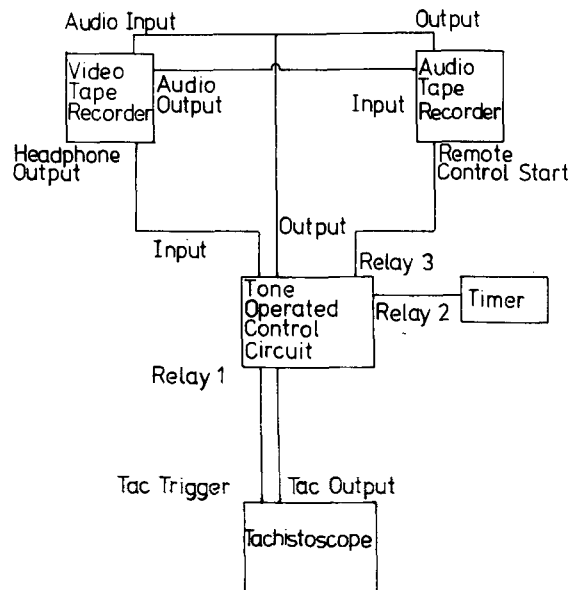 Audio Input
Output
Video
Tape
Recorder
Audio
Output
Input
Audio
Tape
Recorder
Headphone
Output
Remote
Control Start
Input
Output
Relay 3
Tone
Operated
Control
Circuit
Relay 2
Timer
Relay 1
Tac Trigger
Tac Output
Tachistoscope